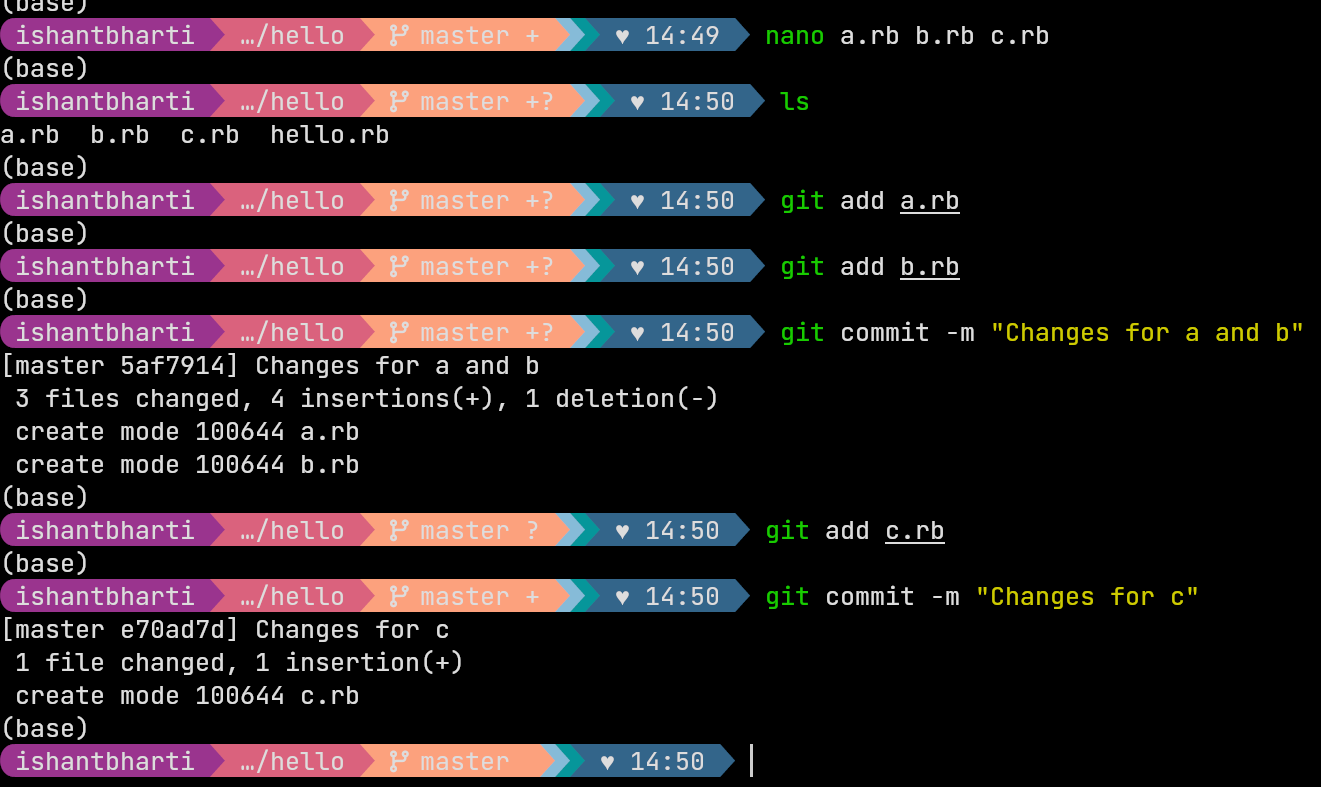 (base)
ishantbharti …/hello master + ♥ 14:49 nano a.rb b.rb c.rb
(base)
ishantbharti …/hello master +? ♥ 14:50 ls
a.rb  b.rb  c.rb  hello.rb
(base)
ishantbharti …/hello master +? ♥ 14:50 git add a.rb
(base)
ishantbharti …/hello master +? ♥ 14:50 git add b.rb
(base)
ishantbharti …/hello master +? ♥ 14:50 git commit -m "Changes for a and b"
[master 5af7914] Changes for a and b
 3 files changed, 4 insertions(+), 1 deletion(-)
 create mode 100644 a.rb
 create mode 100644 b.rb
(base)
ishantbharti …/hello master ? ♥ 14:50 git add c.rb
(base)
ishantbharti …/hello master + ♥ 14:50 git commit -m "Changes for c"
[master e70ad7d] Changes for c
 1 file changed, 1 insertion(+)
 create mode 100644 c.rb
(base)
ishantbharti …/hello master ♥ 14:50